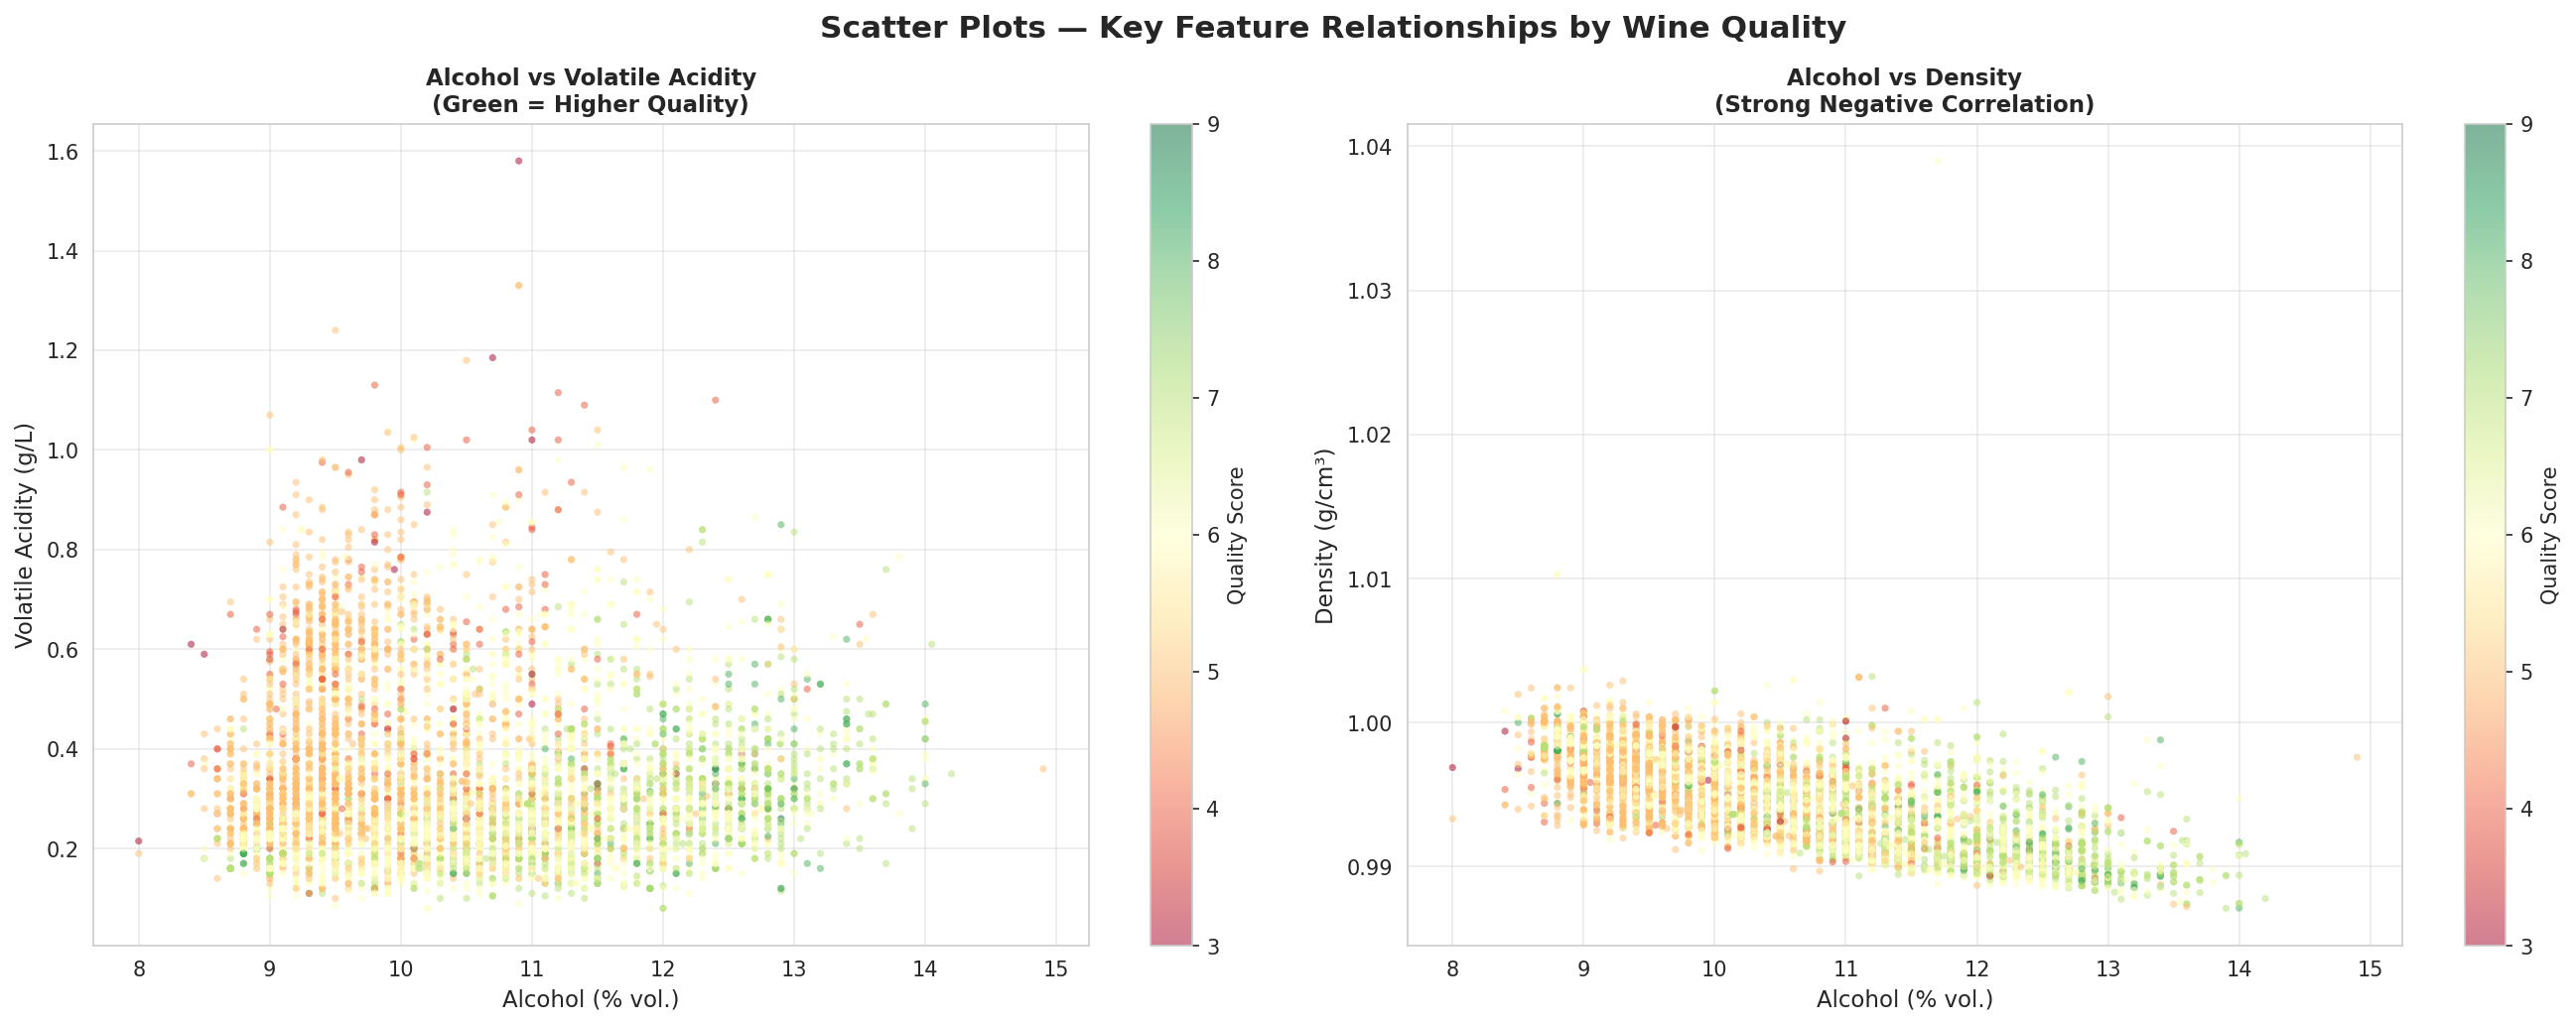 Scatter Plots — Key Feature Relationships by Wine Quality
Alcohol vs Volatile Acidity
(Green = Higher Quality)
Volatile Acidity (g/L)
1.6
1.4
1.2
1.0
0.8
0.6
0.4
0.2
8 9 10 11 12 13 14 15
Alcohol (% vol.)
9
8
7
6
5
4
3
Quality Score
Alcohol vs Density
(Strong Negative Correlation)
Density (g/cm³)
1.04
1.03
1.02
1.01
1.00
0.99
8 9 10 11 12 13 14 15
Alcohol (% vol.)
9
8
7
6
5
4
3
Quality Score